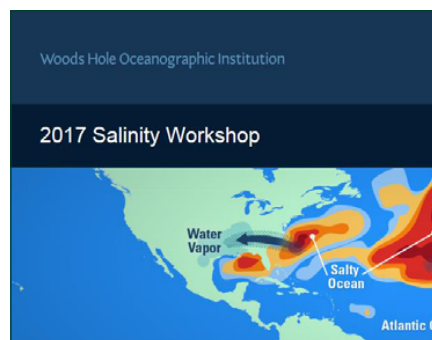 Woods Hole Oceanographic Institution
2017 Salinity Workshop
Water
Vapor
Salty
Ocean
Atlantic